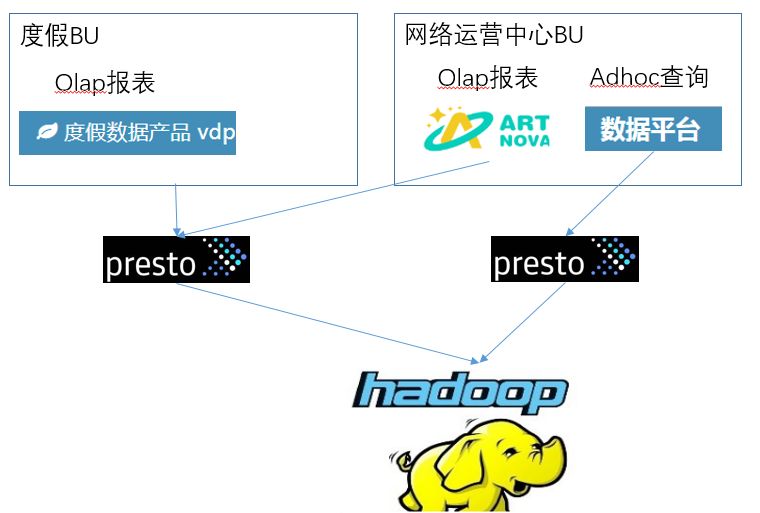 度假BU
Olap报表
度假数据产品 vdp
网络运营中心BU
Olap报表
Adhoc查询
ART
NOVA
数据平台
presto
presto
hadoop